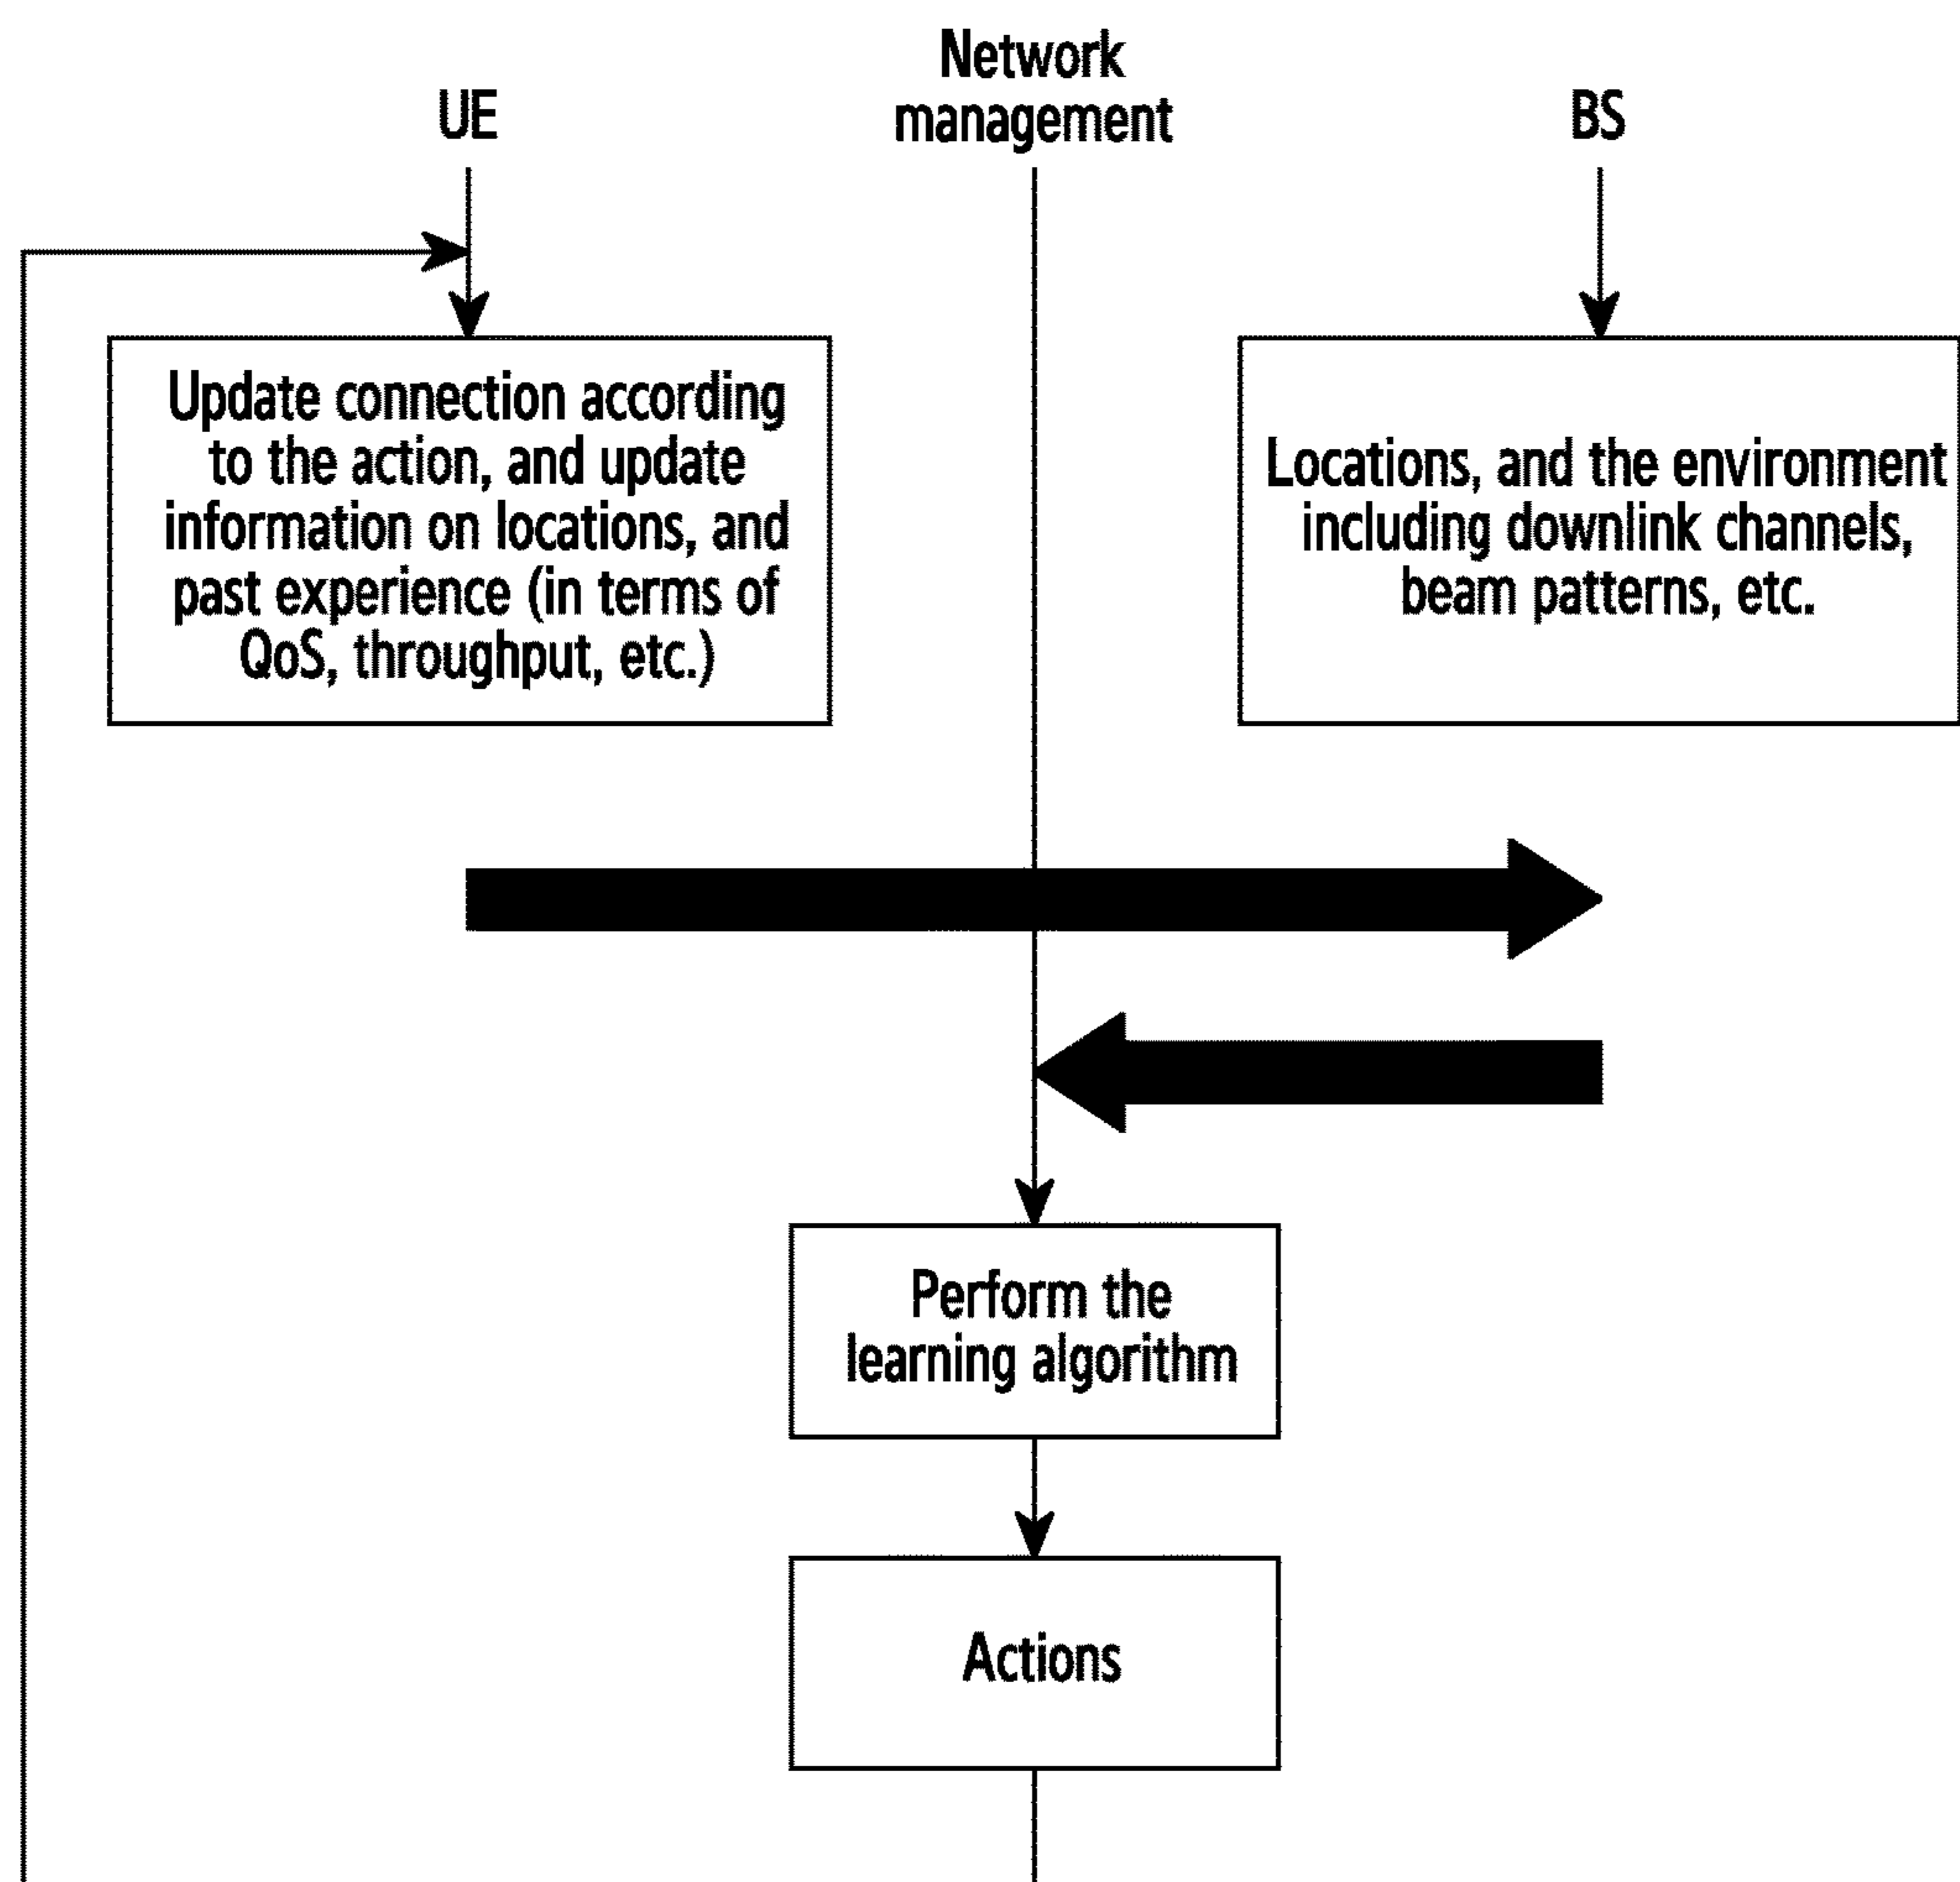 Network
management
UE
BS
Update connection according
to the action, and update
information on locations, and
past experience (in terms of
QoS, throughput, etc.)
Locations, and the environment
including downlink channels,
beam patterns, etc.
Perform the
learning algorithm
Actions